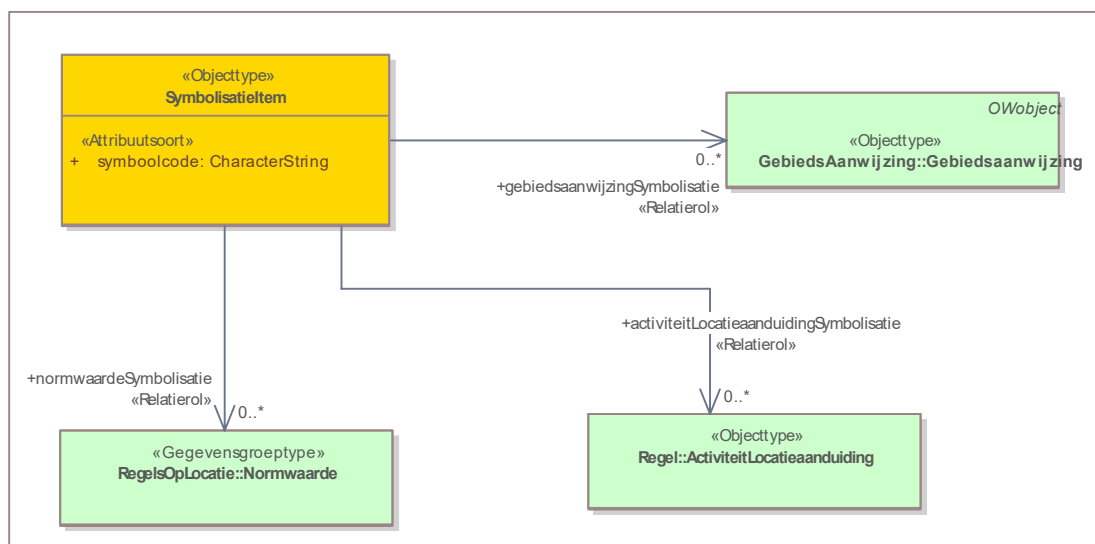 «Objecttype»
SymbolisatieItem
«Attribuutsoort»
+ symboolcode: CharacterString
OWobject
«Objecttype»
GebiedsAanwijzing::Gebiedsaanwijzing
0..*
+gebiedsaanwijzingSymbolisatie
«Relatierol»
+activiteitLocatieaanduidingSymbolisatie
«Relatierol»
+normwaardeSymbolisatie
«Relatierol»
0..*
0..*
«Gegevensgroeptype»
RegelsOpLocatie::Normwaarde
«Objecttype»
Regel::ActiviteitLocatieaanduiding